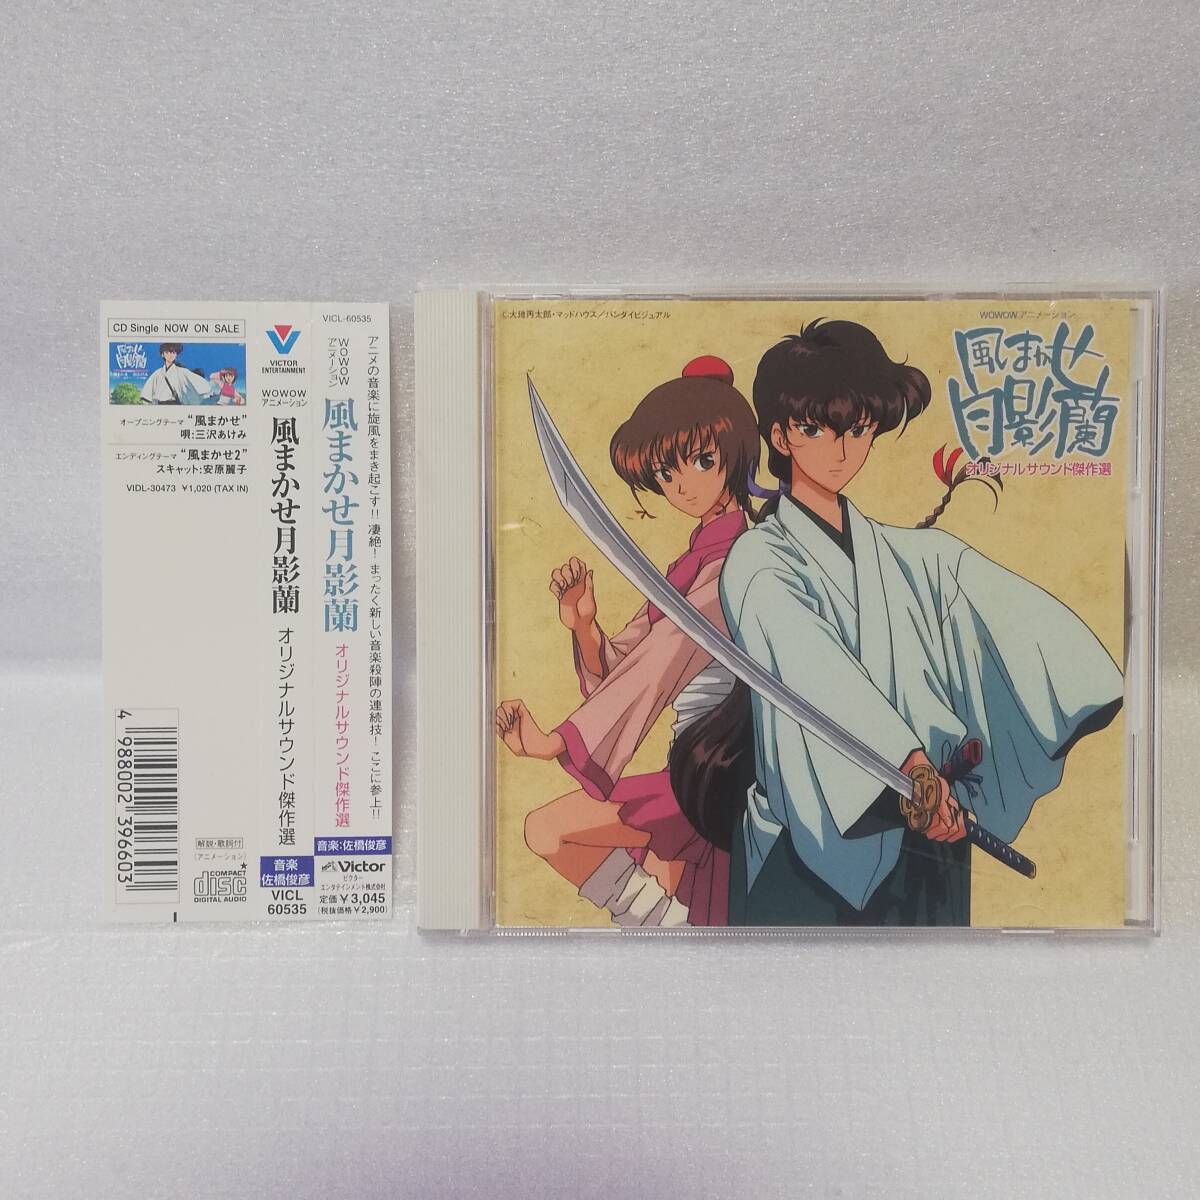 CD Single NOW ON SALE
風まかせ
月影蘭
オープニングテーマ “風まかせ”
唄:三沢あけみ
エンディングテーマ “風まかせ2”
スキャット:安原麗子
VIDL-30473 ¥1,020 (TAX IN)
4 988002 396603
解説・歌詞付
(アニメーション)
★
COMPACT
disc
DIGITAL AUDIO
VICTOR
ENTERTAINMENT
WOWOW
アニメーション
風まかせ月影蘭
オリジナルサウンド傑作選
音楽
佐橋俊彦
VICL
60535
VICL-60535
アニメの音楽に旋風をまき起こす!! 凄絶! まったく新しい音楽殺陣の連続技! ここに参上!!
WOWOW
アニメーション
風まかせ月影蘭
オリジナルサウンド傑作選
音楽:佐橋俊彦
Victor
ビクター
エンタテインメント株式会社
定価¥3,045
(税抜価格¥2,900)
©大地丙太郎・マッドハウス/バンダイビジュアル
WOWOWアニメーション
風まかせ
月影蘭
オリジナルサウンド傑作選